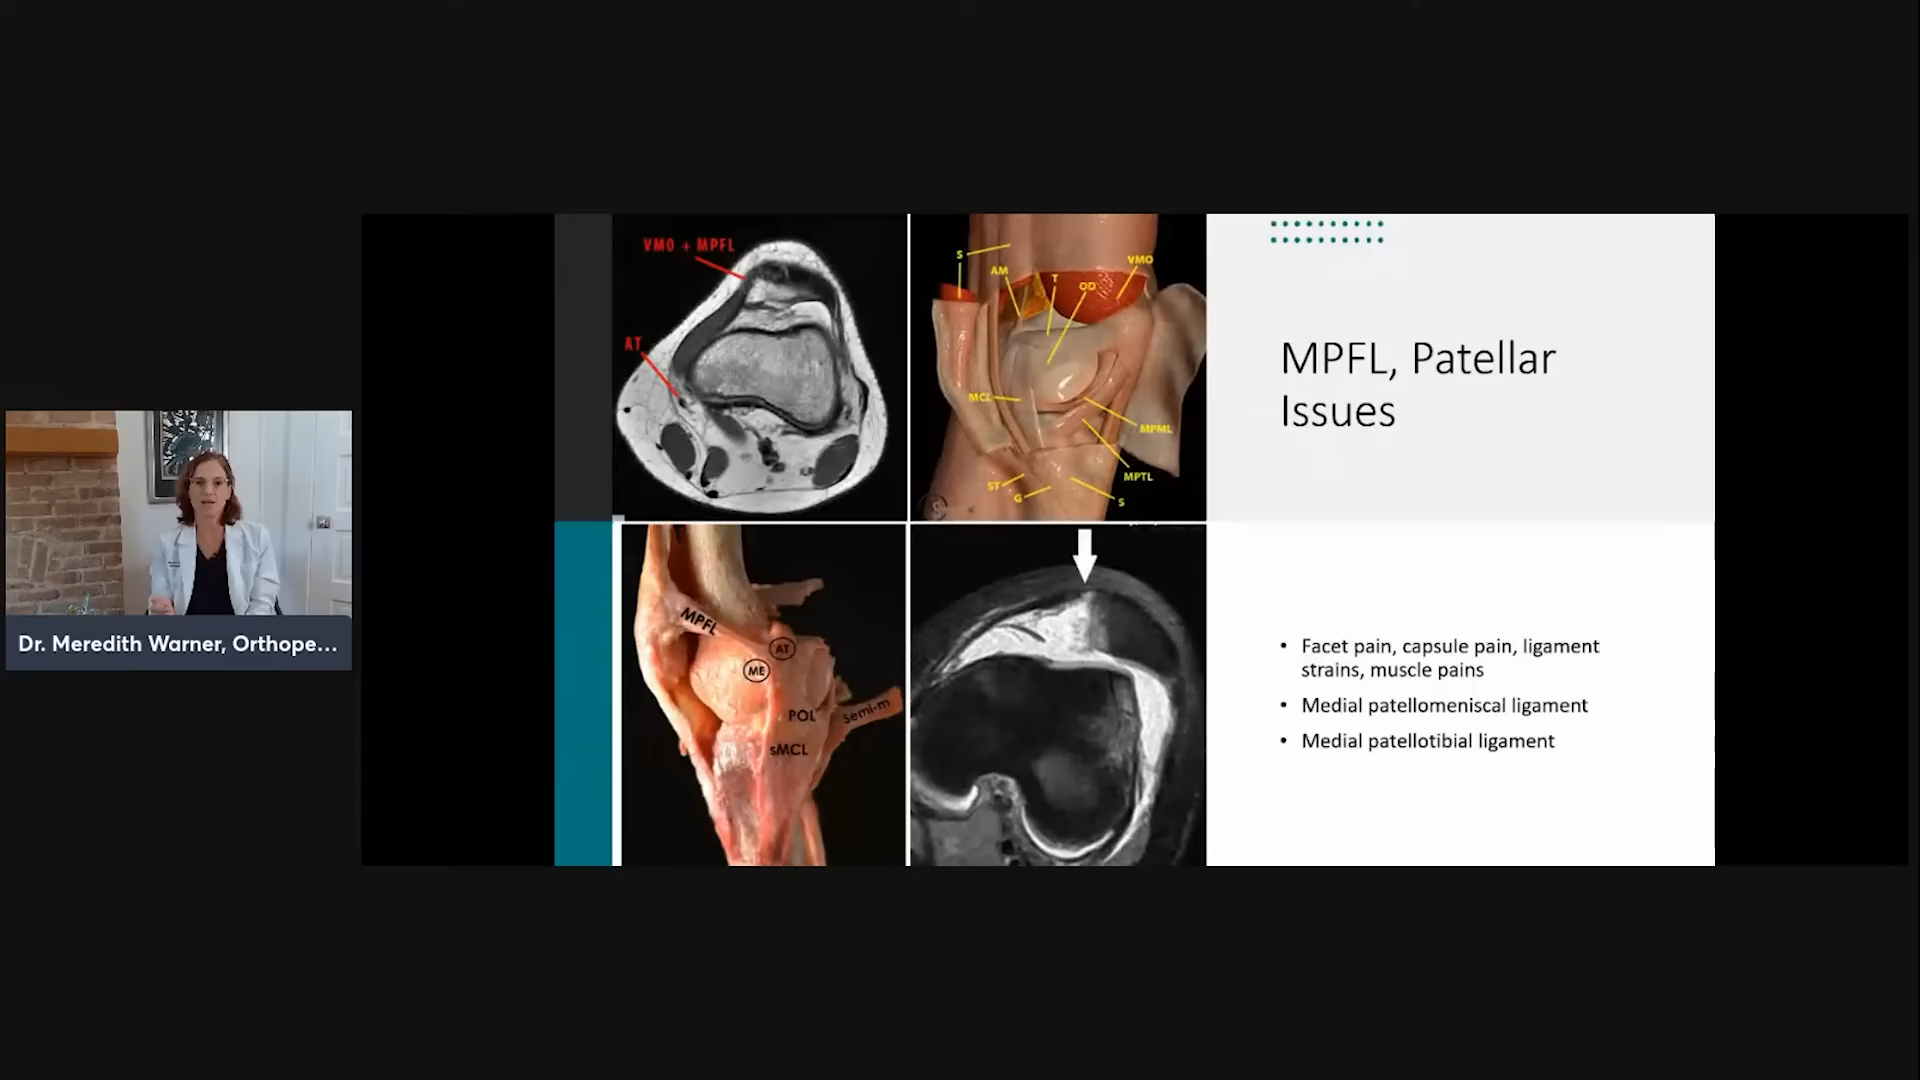 Dr. Meredith Warner, Orthope...
VMO + MPFL
AT
S
AM
T
OD
VMO
MCL
MPML
MPTL
ST
G
S
MPFL
AT
ME
POL
Semi-m
sMCL
MPFL, Patellar
Issues
• Facet pain, capsule pain, ligament
strains, muscle pains
• Medial patellomeniscal ligament
• Medial patellotibial ligament